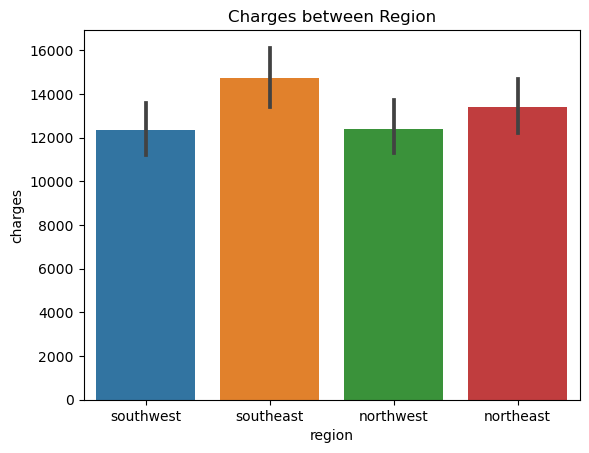 Charges between Region
16000
14000
12000
10000
8000
6000
4000
2000
0
charges
southwest southeast northwest northeast
region